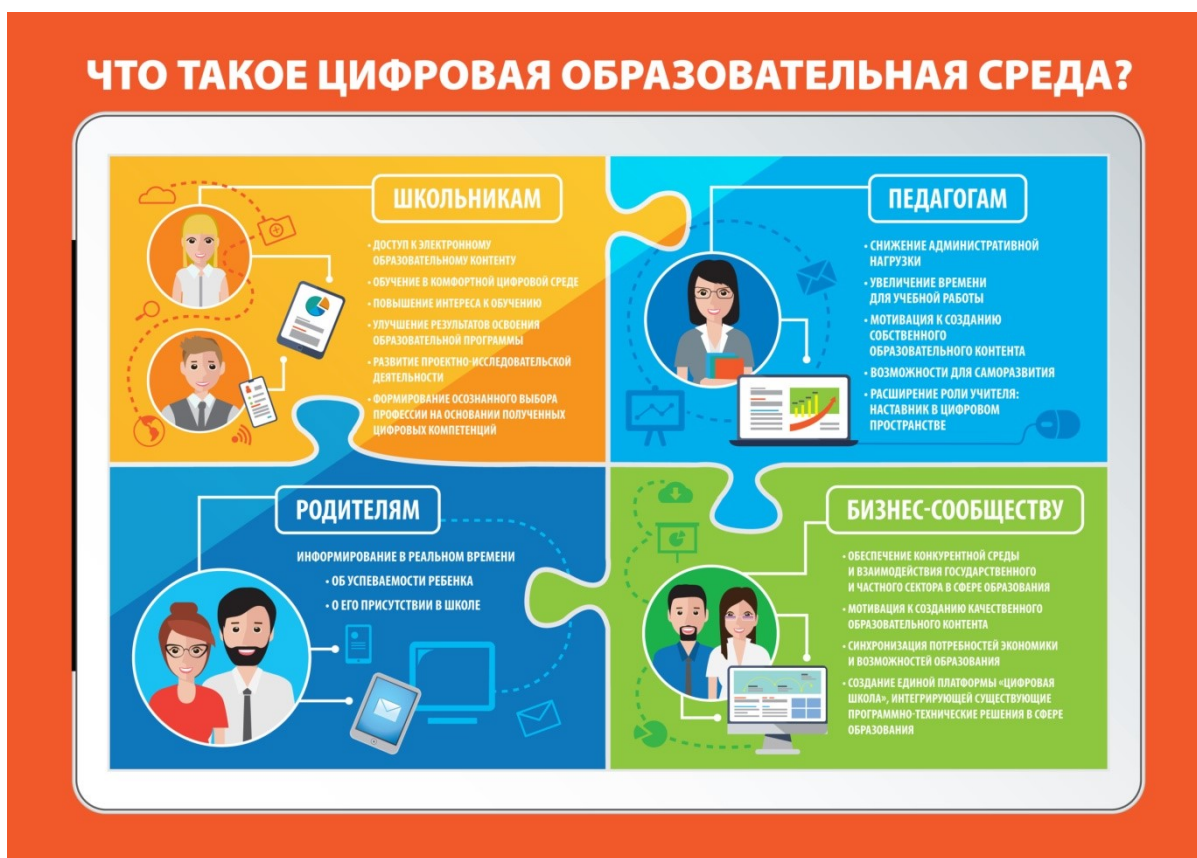 ЧТО ТАКОЕ ЦИФРОВАЯ ОБРАЗОВАТЕЛЬНАЯ СРЕДА?
ШКОЛЬНИКАМ
• ДОСТУП К ЭЛЕКТРОННОМУ
ОБРАЗОВАТЕЛЬНОМУ КОНТЕНТУ
• ОБУЧЕНИЕ В КОМФОРТНОЙ ЦИФРОВОЙ СРЕДЕ
• ПОВЫШЕНИЕ ИНТЕРЕСА К ОБУЧЕНИЮ
• УЛУЧШЕНИЕ РЕЗУЛЬТАТОВ ОСВОЕНИЯ
ОБРАЗОВАТЕЛЬНОЙ ПРОГРАММЫ
• РАЗВИТИЕ ПРОЕКТНО-ИССЛЕДОВАТЕЛЬСКОЙ
ДЕЯТЕЛЬНОСТИ
• ФОРМИРОВАНИЕ ОСОЗНАННОГО ВЫБОРА
ПРОФЕССИИ НА ОСНОВАНИИ ПОЛУЧЕННЫХ
ЦИФРОВЫХ КОМПЕТЕНЦИЙ
ПЕДАГОГАМ
• СНИЖЕНИЕ АДМИНИСТРАТИВНОЙ
НАГРУЗКИ
• УВЕЛИЧЕНИЕ ВРЕМЕНИ
ДЛЯ УЧЕБНОЙ РАБОТЫ
• МОТИВАЦИЯ К СОЗДАНИЮ
СОБСТВЕННОГО
ОБРАЗОВАТЕЛЬНОГО КОНТЕНТА
• ВОЗМОЖНОСТИ ДЛЯ САМОРАЗВИТИЯ
• РАСШИРЕНИЕ РОЛИ УЧИТЕЛЯ:
НАСТАВНИК В ЦИФРОВОМ
ПРОСТРАНСТВЕ
РОДИТЕЛЯМ
ИНФОРМИРОВАНИЕ В РЕАЛЬНОМ ВРЕМЕНИ
• ОБ УСПЕВАЕМОСТИ РЕБЕНКА
• О ЕГО ПРИСУТСТВИИ В ШКОЛЕ
БИЗНЕС-СООБЩЕСТВУ
• ОБЕСПЕЧЕНИЕ КОНКУРЕНТНОЙ СРЕДЫ
И ВЗАИМОДЕЙСТВИЯ ГОСУДАРСТВЕННОГО
И ЧАСТНОГО СЕКТОРА В СФЕРЕ ОБРАЗОВАНИЯ
• МОТИВАЦИЯ К СОЗДАНИЮ КАЧЕСТВЕННОГО
ОБРАЗОВАТЕЛЬНОГО КОНТЕНТА
• СИНХРОНИЗАЦИЯ ПОТРЕБНОСТЕЙ ЭКОНОМИКИ
И ВОЗМОЖНОСТЕЙ ОБРАЗОВАНИЯ
• СОЗДАНИЕ ЕДИНОЙ ПЛАТФОРМЫ «ЦИФРОВАЯ
ШКОЛА», ИНТЕГРИРУЮЩЕЙ СУЩЕСТВУЮЩИЕ
ПРОГРАММНО-ТЕХНИЧЕСКИЕ РЕШЕНИЯ В СФЕРЕ
ОБРАЗОВАНИЯ